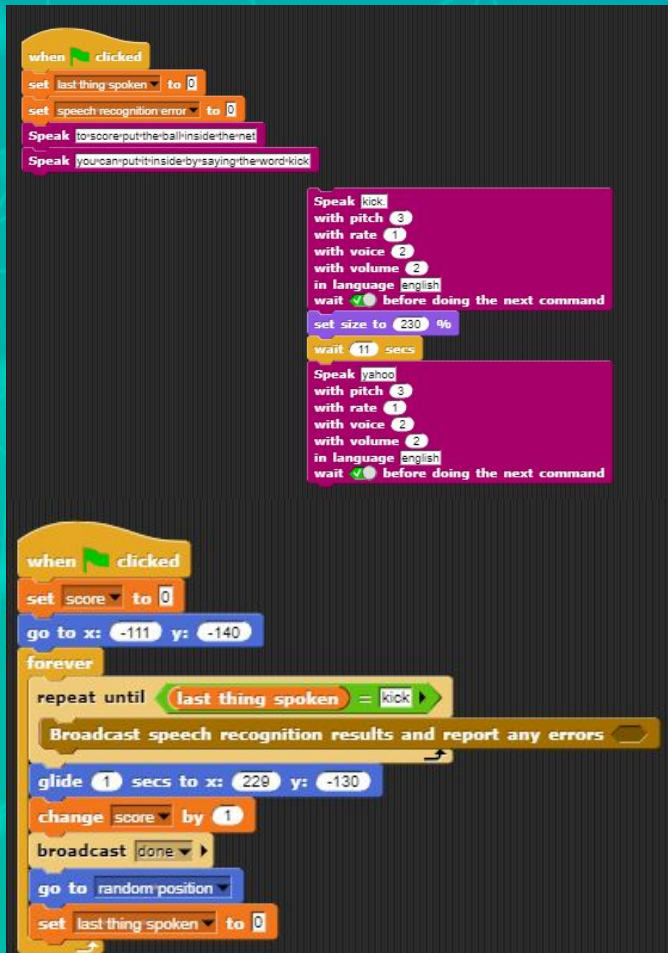 when clicked
set last thing spoken to 0
set speech recognition error to 0
Speak to score put the ball inside the net
Speak you can put it inside by saying the word kick
Speak kick.
with pitch 3
with rate 1
with voice 2
with volume 2
in language english
wait before doing the next command
set size to 230 %
wait 11 secs
Speak yahoo
with pitch 3
with rate 1
with voice 2
with volume 2
in language english
wait before doing the next command
when clicked
set score to 0
go to x: -111 y: -140
forever
repeat until last thing spoken = kick
Broadcast speech recognition results and report any errors
glide 1 secs to x: 229 y: -130
change score by 1
broadcast done
go to random position
set last thing spoken to 0